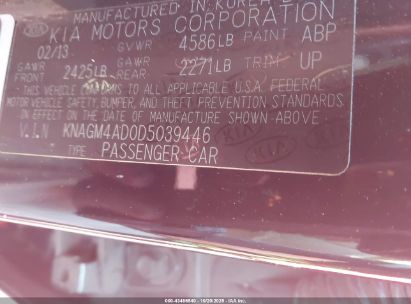 MANUFACTURED IN KOREA
KIA MOTORS CORPORATION
02/13 GVWR 4586LB PAINT ABP
GAWR FRONT 2425LB GAWR REAR 2271LB TRIM UP
THIS VEHICLE CONFORMS TO ALL APPLICABLE U.S.A. FEDERAL
MOTOR VEHICLE SAFETY, BUMPER, AND THEFT PREVENTION STANDARDS
IN EFFECT ON THE DATE OF MANUFACTURE SHOWN ABOVE
V.I.N KNAGM4AD0D5039446
TYPE PASSENGER CAR